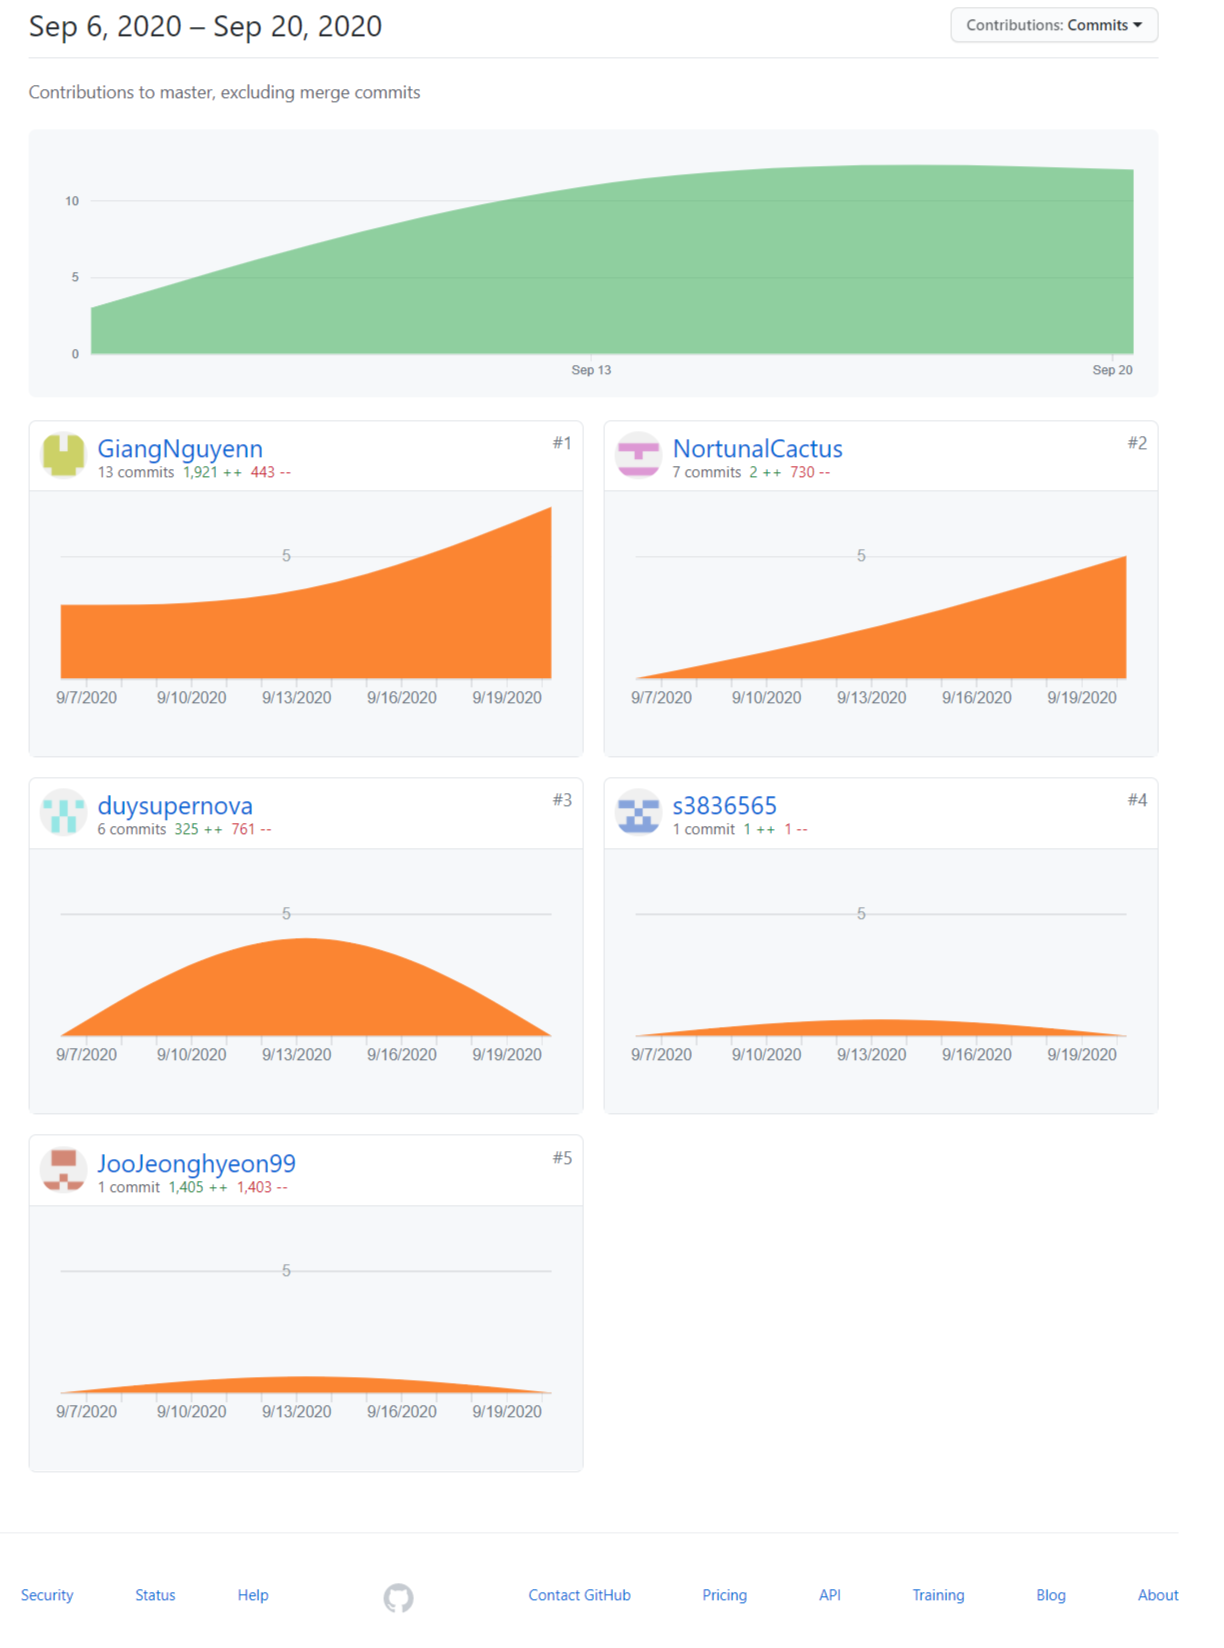 Sep 6, 2020 – Sep 20, 2020
Contributions: Commits
Contributions to master, excluding merge commits
10
5
0
Sep 13
Sep 20
GiangNguyenn
#1
13 commits 1,921 ++ 443 --
5
9/7/2020 9/10/2020 9/13/2020 9/16/2020 9/19/2020
NortunalCactus
#2
7 commits 2 ++ 730 --
5
9/7/2020 9/10/2020 9/13/2020 9/16/2020 9/19/2020
duysupernova
#3
6 commits 325 ++ 761 --
5
9/7/2020 9/10/2020 9/13/2020 9/16/2020 9/19/2020
s3836565
#4
1 commit 1 ++ 1 --
5
9/7/2020 9/10/2020 9/13/2020 9/16/2020 9/19/2020
JooJeonghyeon99
#5
1 commit 1,405 ++ 1,403 --
5
9/7/2020 9/10/2020 9/13/2020 9/16/2020 9/19/2020
Security Status Help Contact GitHub Pricing API Training Blog About